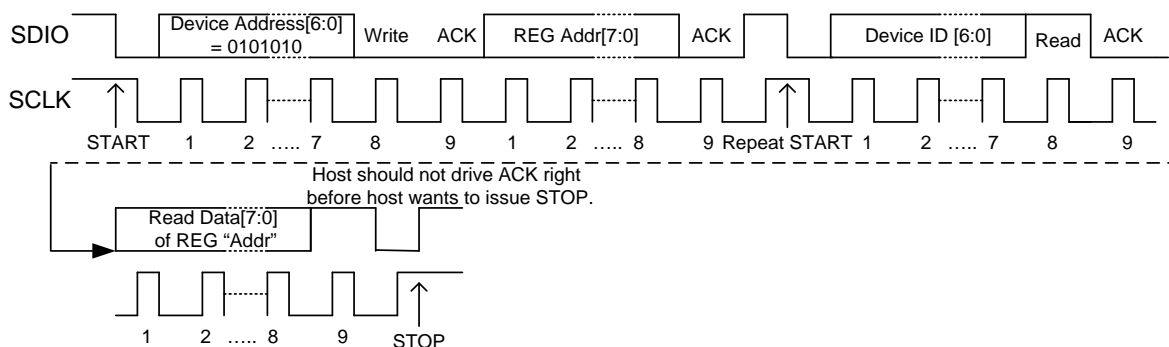 SDIO
Device Address[6:0]
= 0101010
Write
ACK
REG Addr[7:0]
ACK
Device ID [6:0]
Read
ACK
SCLK
START 1 2 ..... 7 8 9 1 2 ..... 8 9 Repeat START 1 2 ..... 7 8 9
Host should not drive ACK right
before host wants to issue STOP.
Read Data[7:0]
of REG “Addr”
1 2 ..... 8 9 STOP